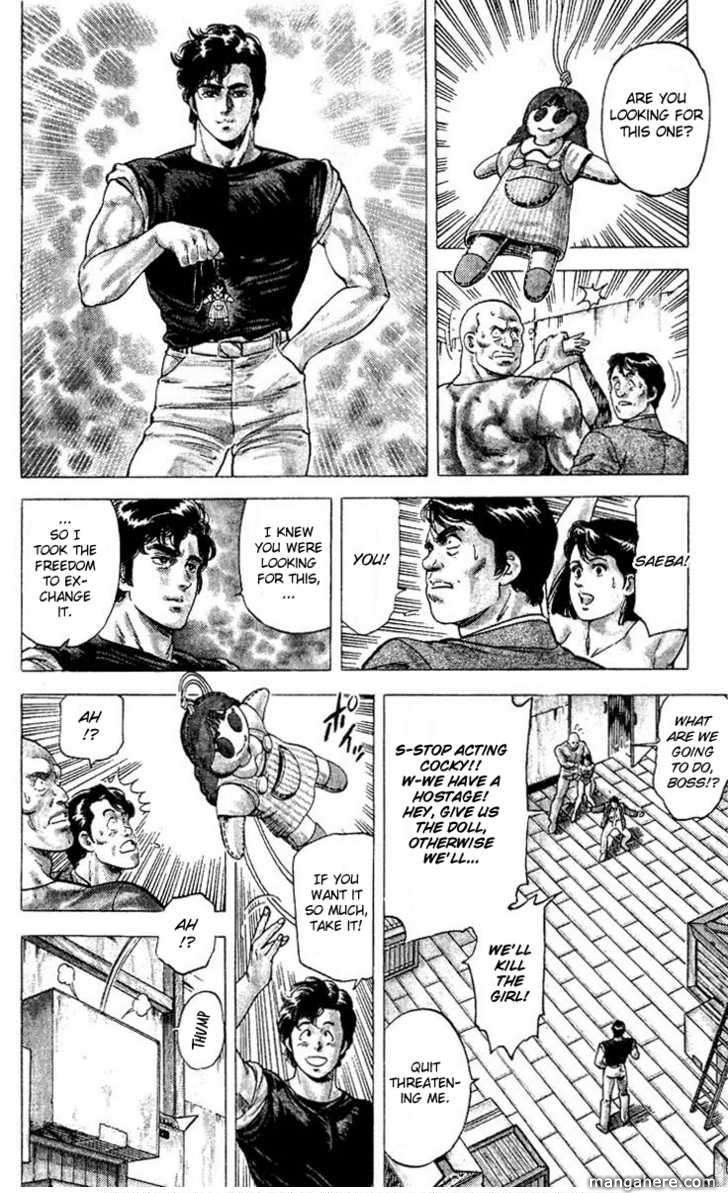 ARE YOU
LOOKING FOR
THIS ONE?
SAEBA!
YOU!
I KNEW
YOU WERE
LOOKING
FOR THIS,
...
...
SO I
TOOK THE
FREEDOM
TO EX-
CHANGE
IT.
WHAT
ARE WE
GOING
TO DO,
BOSS!?
S-STOP ACTING
COCKY!!
W-WE HAVE A
HOSTAGE!
HEY, GIVE US
THE DOLL,
OTHERWISE
WE'LL...
WE'LL
KILL
THE
GIRL!
QUIT
THREATEN-
ING ME.
IF YOU
WANT IT
SO MUCH,
TAKE IT!
AH
!?
AH
!?
THUMP
mangahere.com